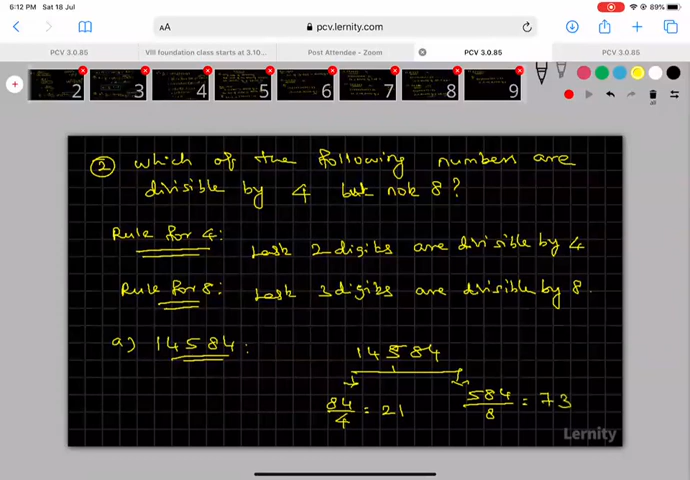 6:12 PM Sat 18 Jul
89%
AA
pcv.lernity.com
PCV 3.0.85
VIII foundation class starts at 3.10...
Post Attendee - Zoom
PCV 3.0.85
PCV 3.0.85
2 3 4 5 6 7 8 9
all
2 which of the following numbers are
divisible by 4 but not 8?
Rule for 4: Last 2 digits are divisible by 4
Rule for 8: Last 3 digits are divisible by 8.
a) 14584:
14584
84/4 = 21
584/8 = 73
Lernity